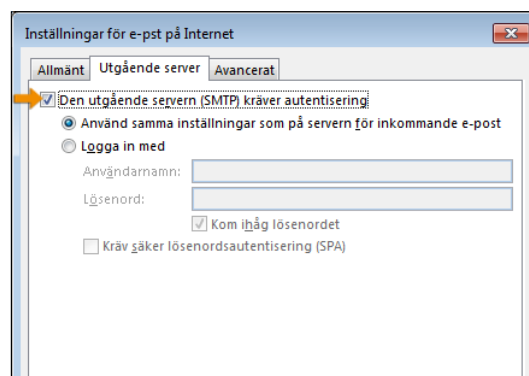 Inställningar för e-pst på Internet
Allmänt Utgående server Avancerat
Den utgående servern (SMTP) kräver autentisering
Använd samma inställningar som på servern för inkommande e-post
Logga in med
Användarnamn:
Lösenord:
Kom ihåg lösenordet
Kräv säker lösenordsautentisering (SPA)